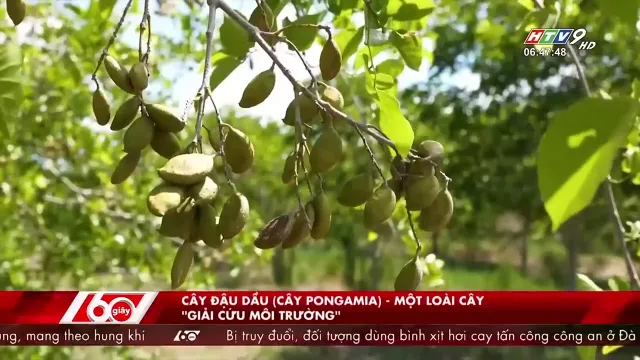 HTV9 HD
06:47:48
CÂY ĐẬU DẦU (CÂY PONGAMIA) - MỘT LOÀI CÂY
60 giây
"GIẢI CỨU MÔI TRƯỜNG"
ng, mang theo hung khí Bị truy đuổi, đối tượng dùng bình xịt hơi cay tấn công công an ở Đà